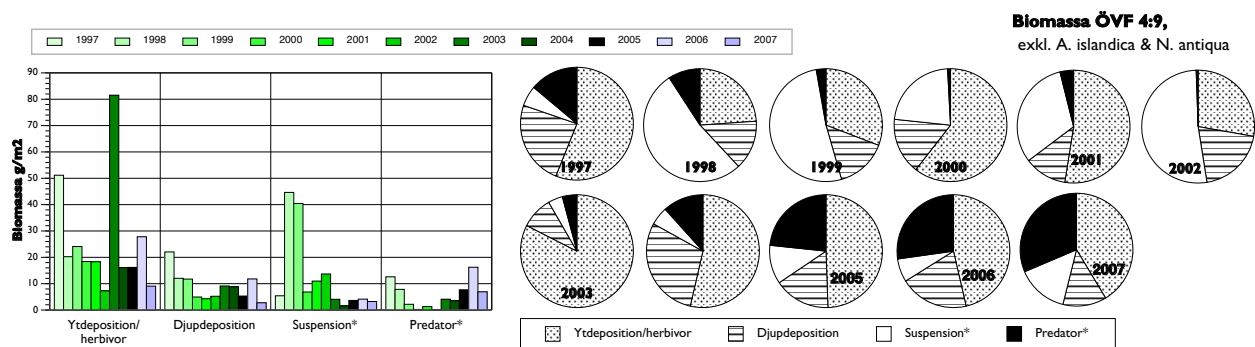 Biomassa ÖVF 4:9,
exkl. A. islandica & N. antiqua
1997 1998 1999 2000 2001 2002 2003 2004 2005 2006 2007
Biomassa g/m2
90
80
70
60
50
40
30
20
10
0
Ytdeposition/
herbivor
Djupdeposition
Suspension*
Predator*
1997 1998 1999 2000 2001 2002
2003 2005 2006 2007
Ytdeposition/herbivor Djupdeposition Suspension* Predator*